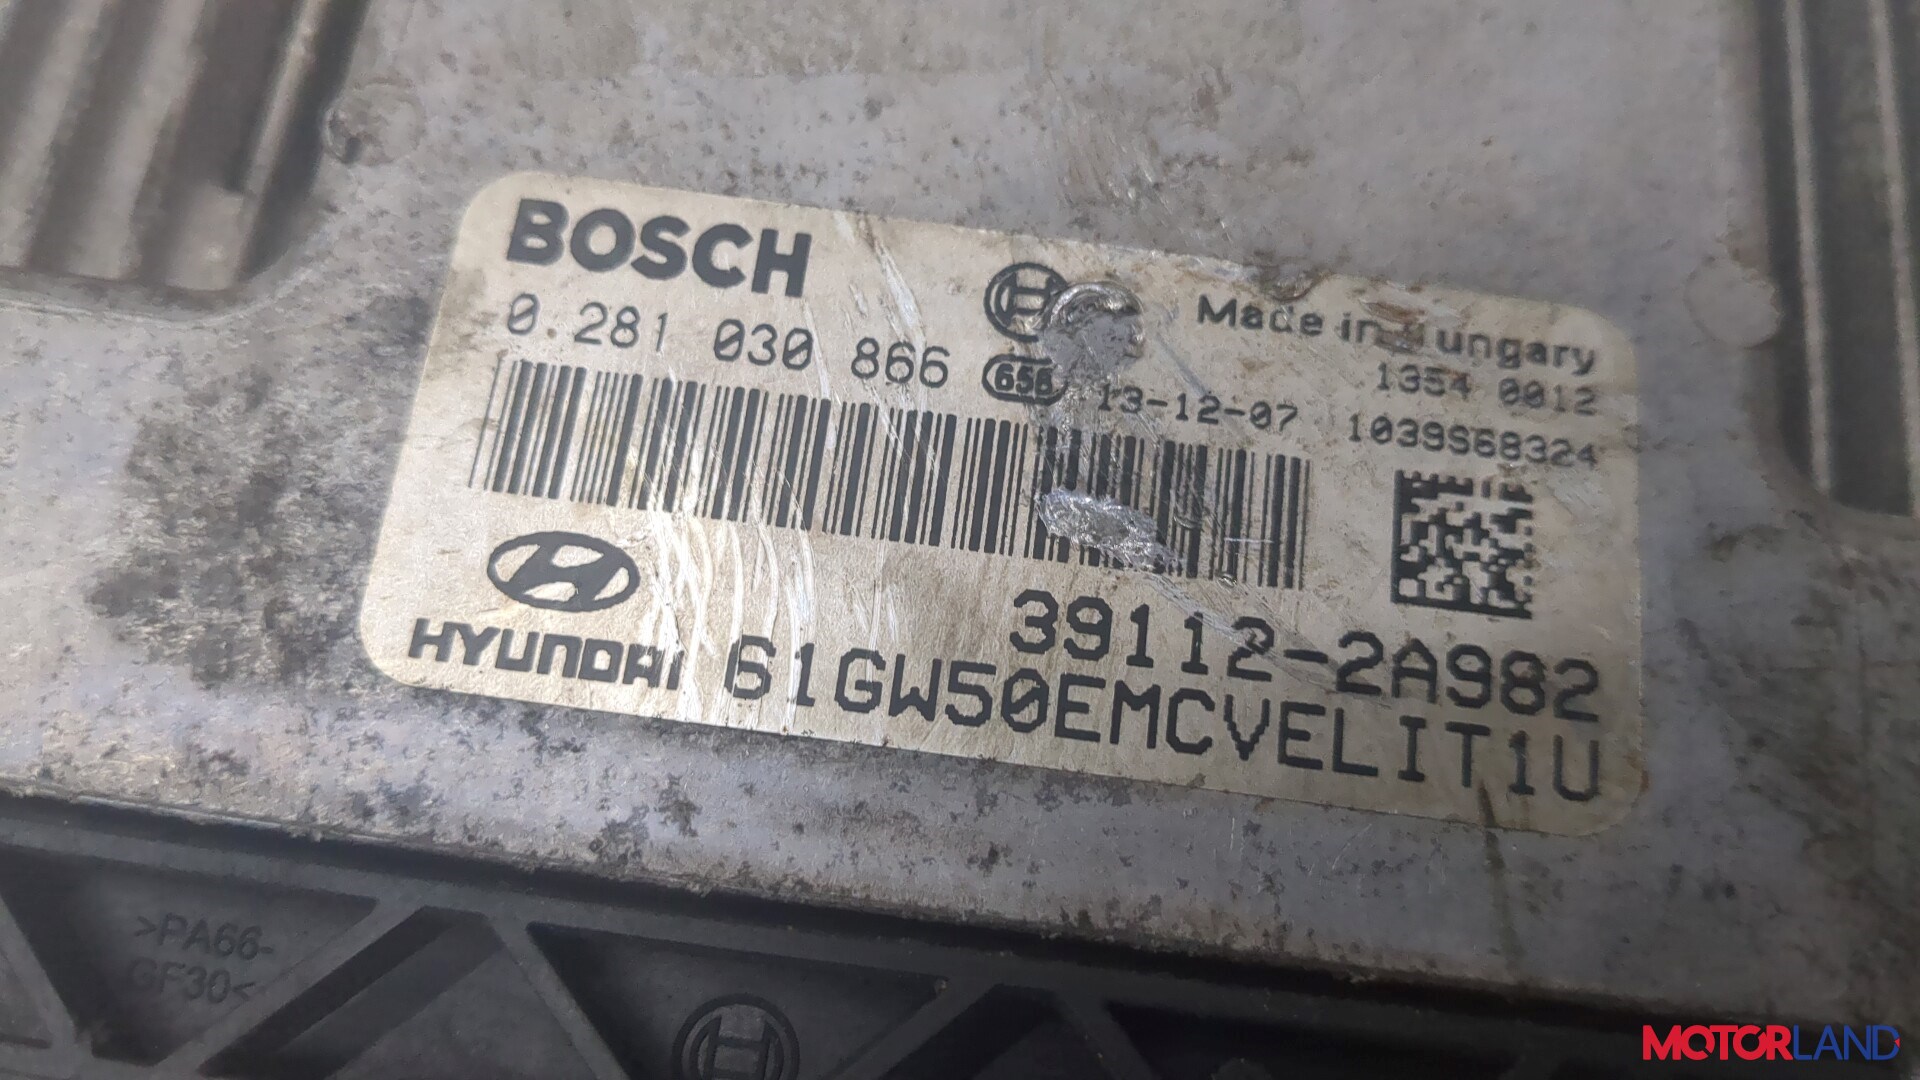 BOSCH
0 281 030 866
656
13-12-07
Made in Hungary
1354 0012
1039S68324
HYUNDAI
39112-2A982
61GW50EMCVELIT1U
>PA66-
GF30<
MOTORLAND